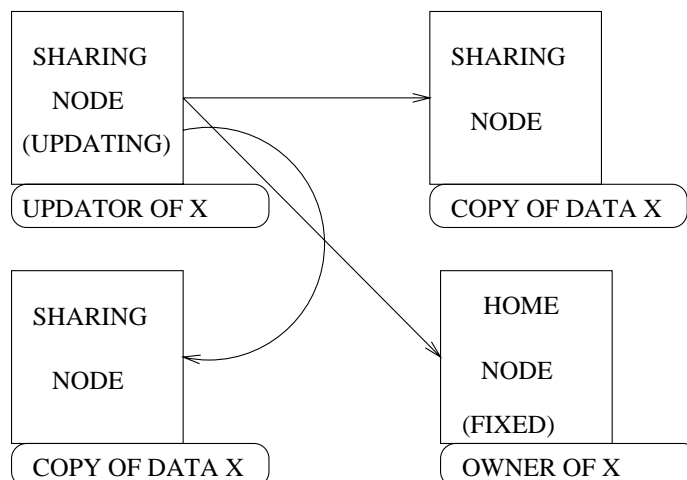 SHARING
NODE
(UPDATING)
UPDATOR OF X
SHARING
NODE
COPY OF DATA X
SHARING
NODE
COPY OF DATA X
HOME
NODE
(FIXED)
OWNER OF X